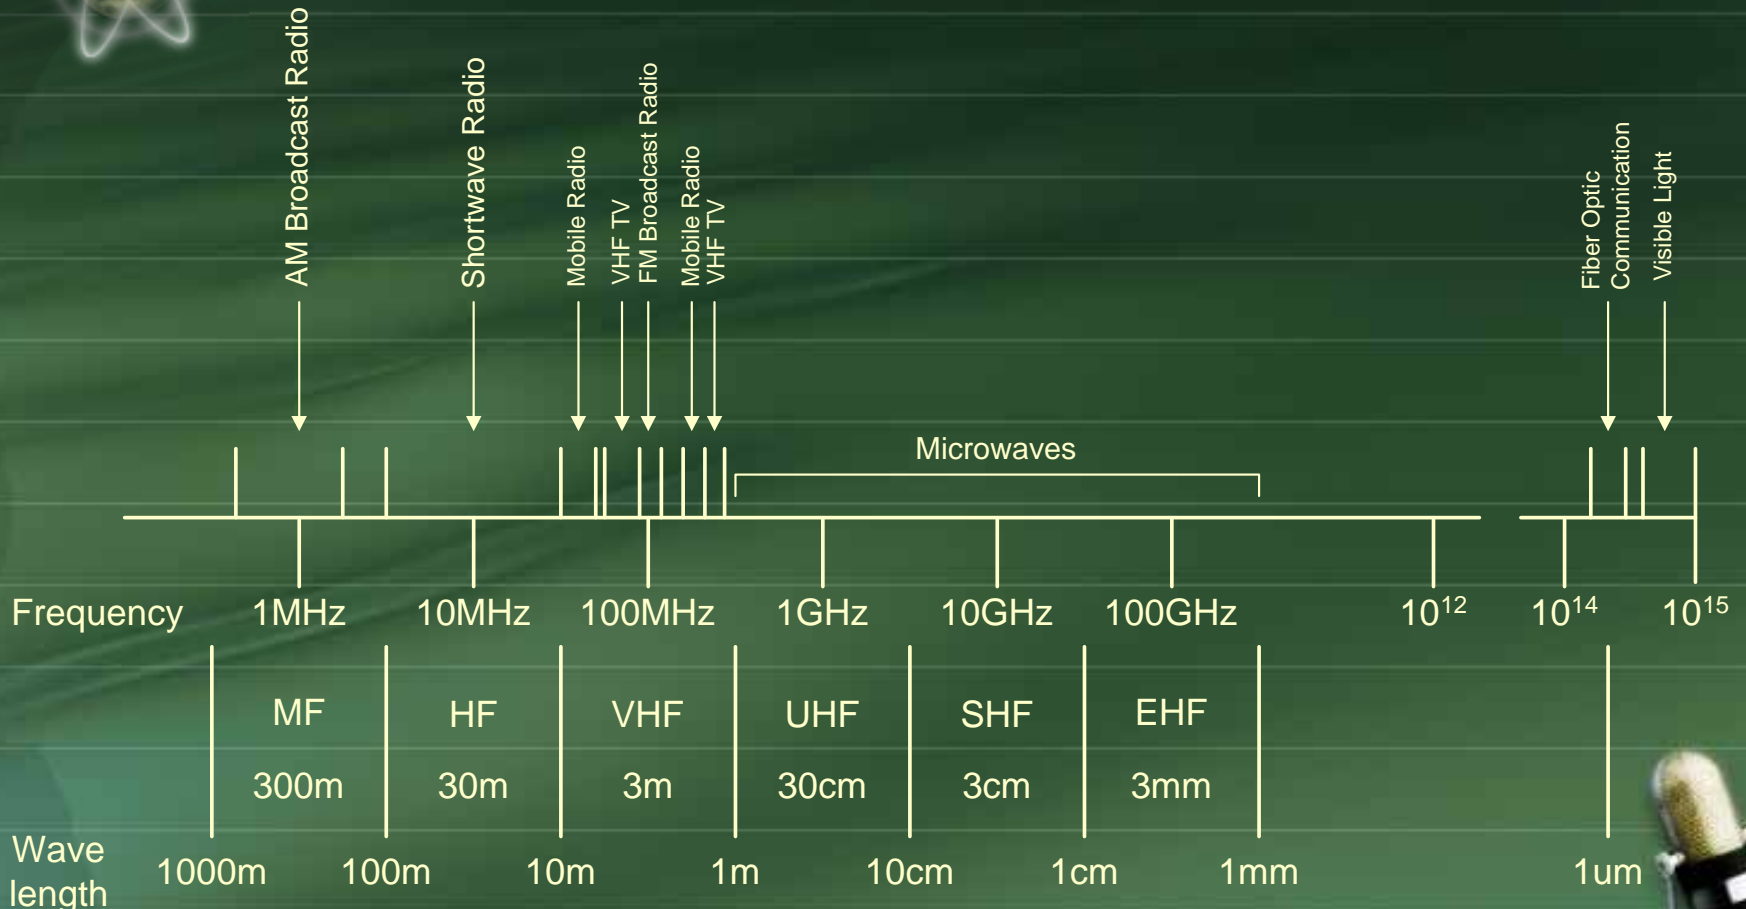 AM Broadcast Radio
Shortwave Radio
Mobile Radio
VHF TV
FM Broadcast Radio
Mobile Radio
VHF TV
Fiber Optic
Communication
Visible Light
Microwaves
Frequency 1MHz 10MHz 100MHz 1GHz 10GHz 100GHz 10¹² 10¹⁴ 10¹⁵
MF HF VHF UHF SHF EHF
300m 30m 3m 30cm 3cm 3mm
Wave
length
1000m 100m 10m 1m 10cm 1cm 1mm 1um